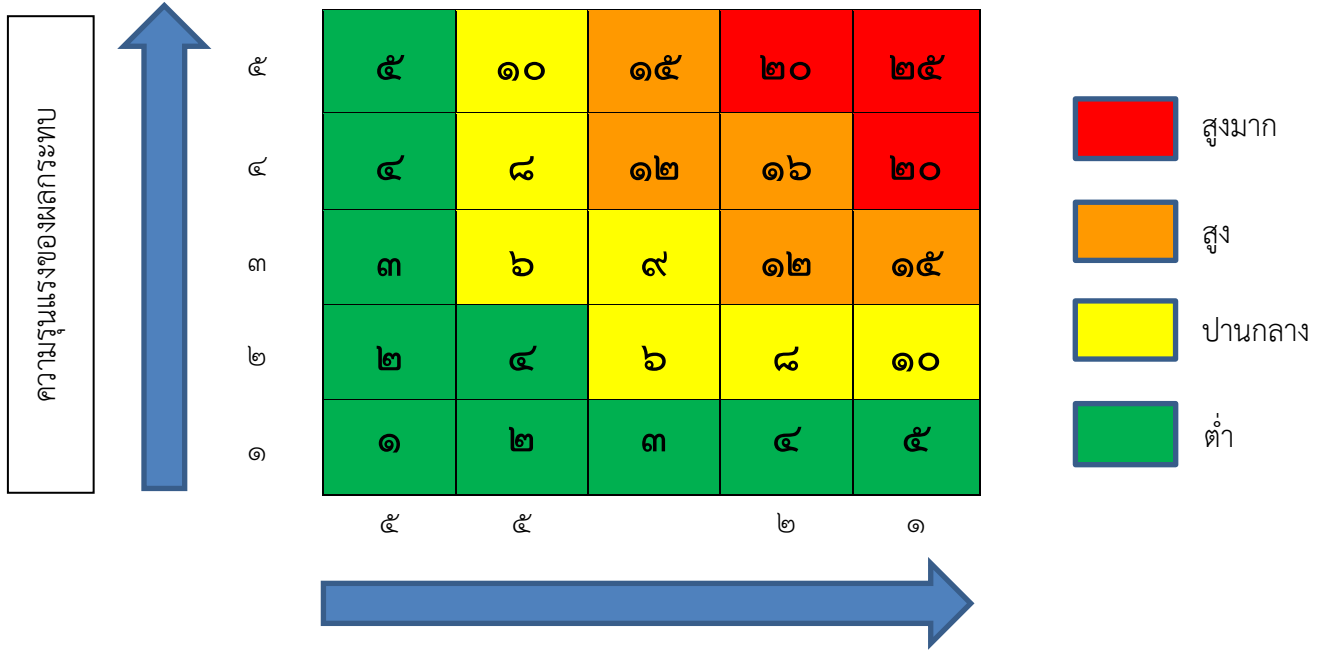 ความรุนแรงของผลกระทบ
๕ ๕ ๑๐ ๑๕ ๒๐ ๒๕
๔ ๔ ๘ ๑๒ ๑๖ ๒๐
๓ ๓ ๖ ๙ ๑๒ ๑๕
๒ ๒ ๔ ๖ ๘ ๑๐
๑ ๑ ๒ ๓ ๔ ๕
๕ ๕ ๒ ๑
สูงมาก
สูง
ปานกลาง
ต่ำ